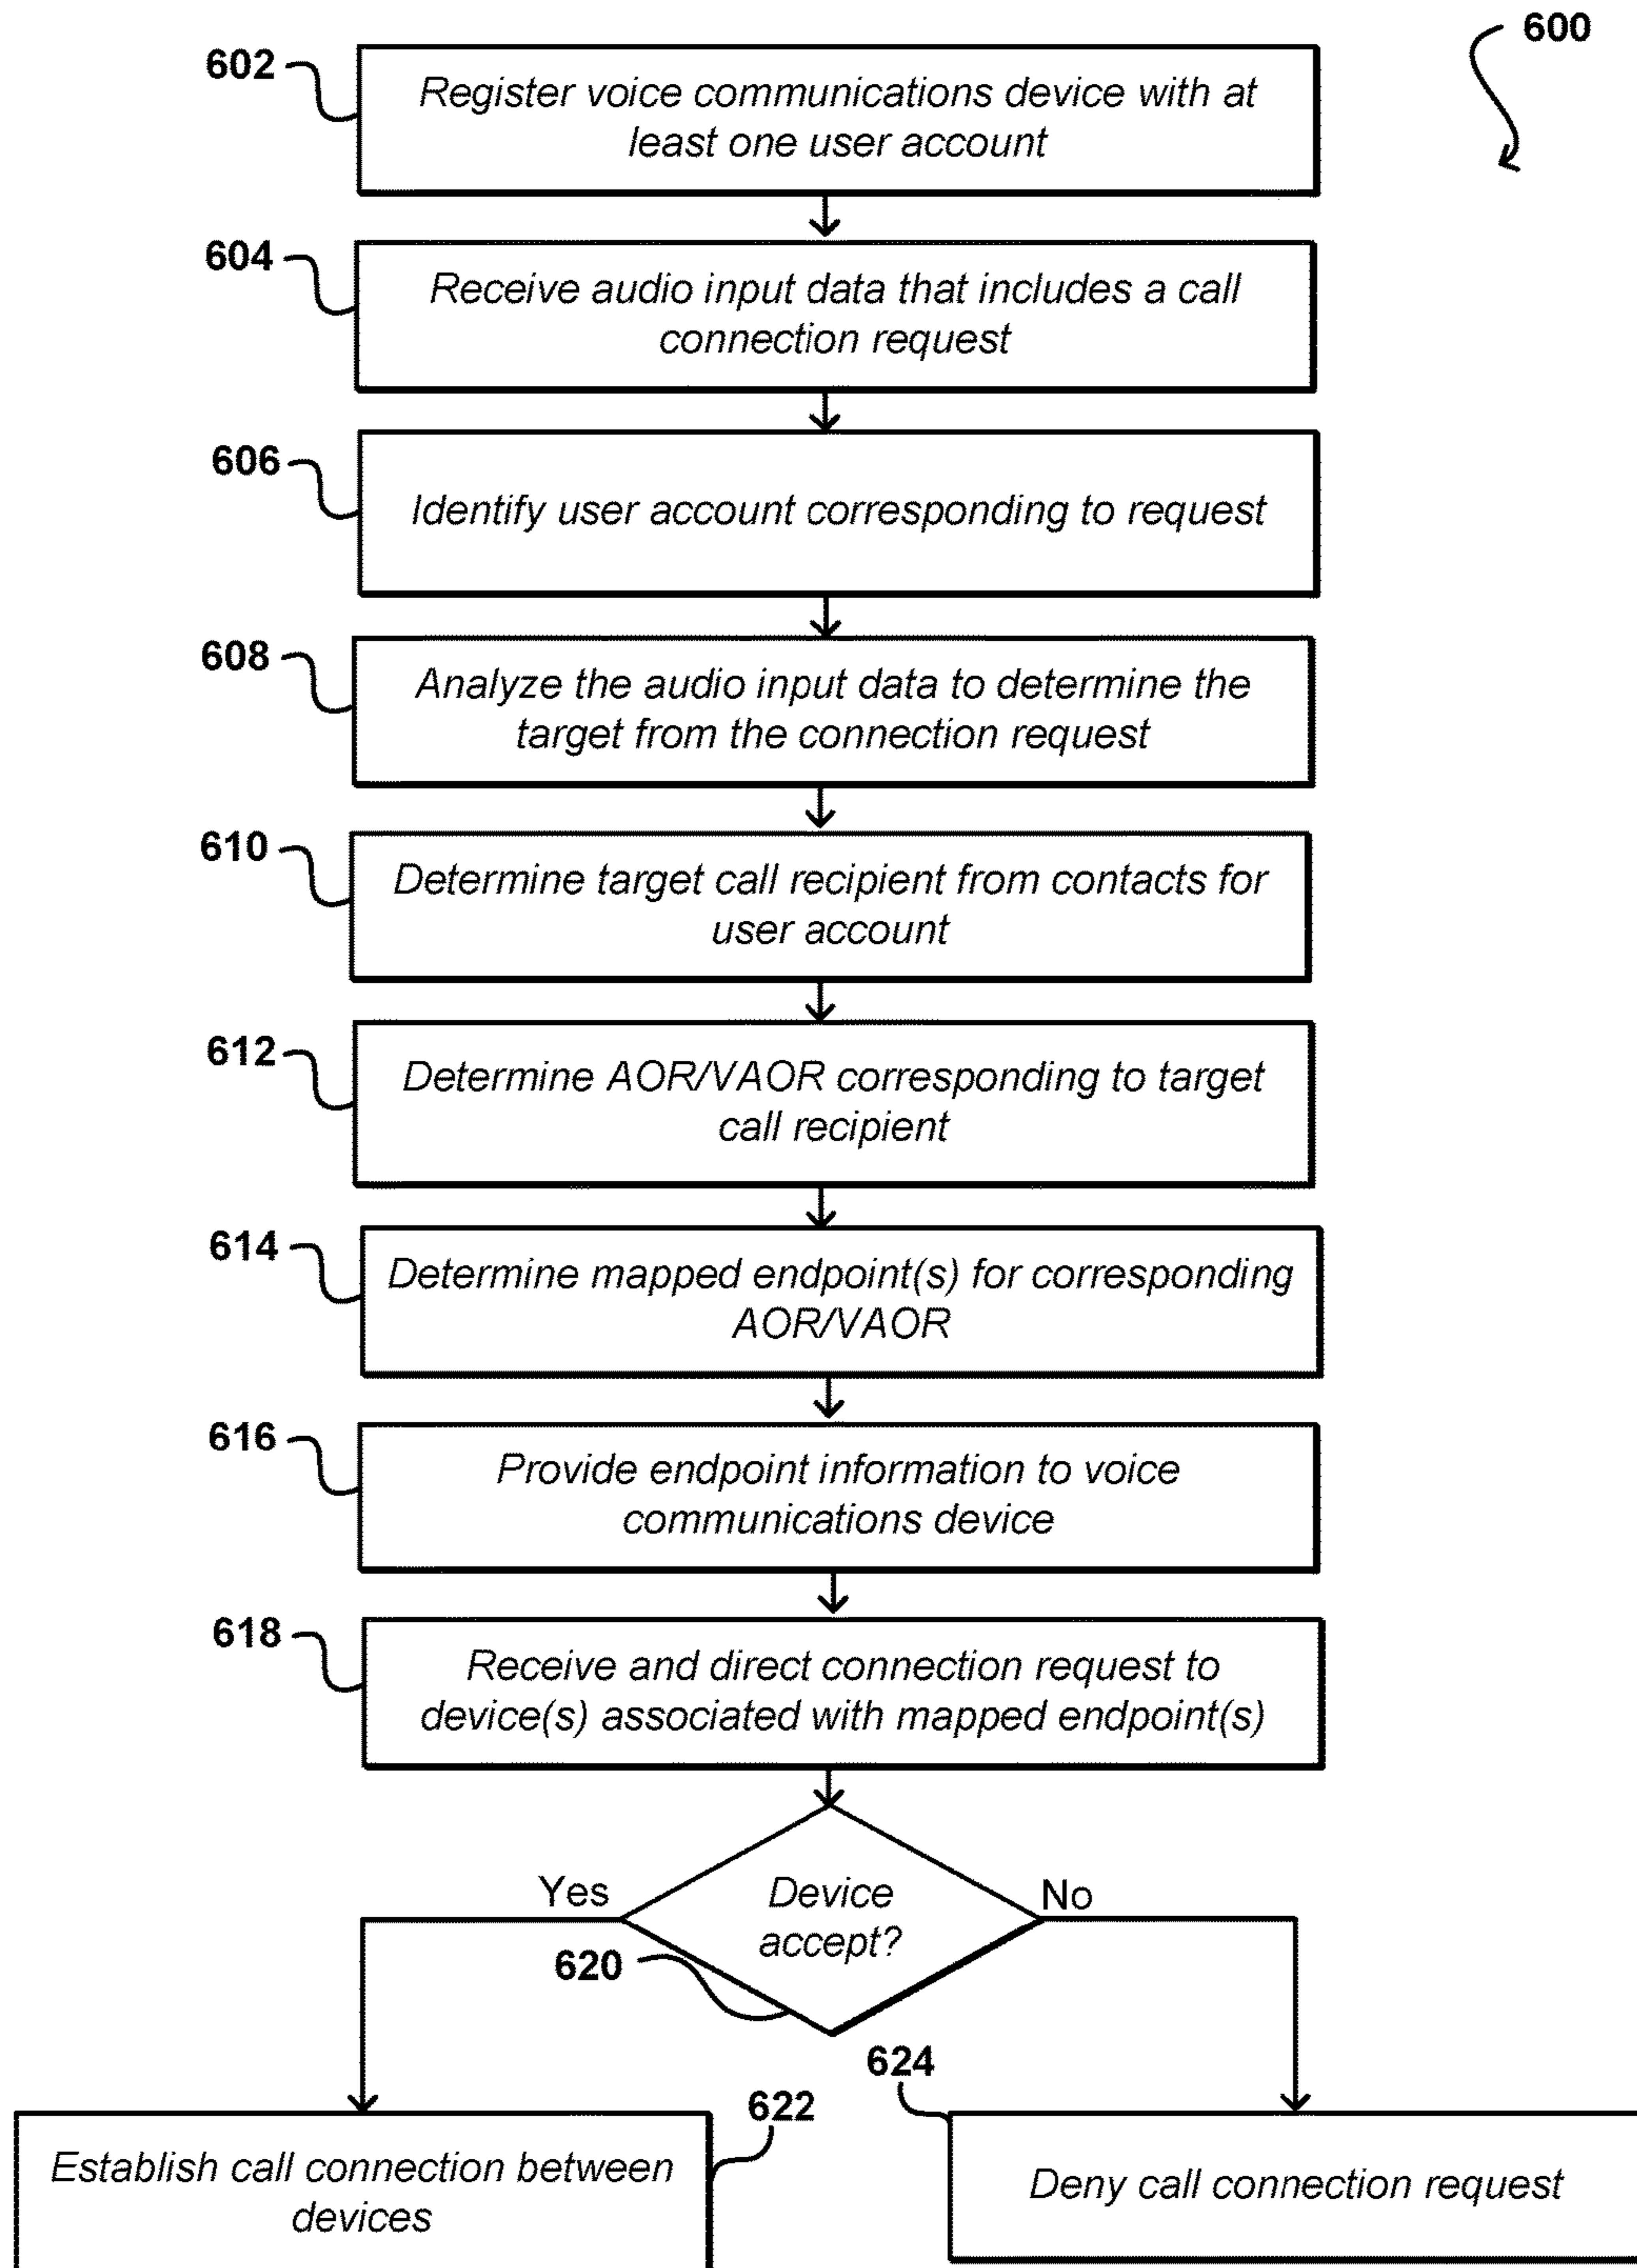 600
602
Register voice communications device with at
least one user account
604
Receive audio input data that includes a call
connection request
606
Identify user account corresponding to request
608
Analyze the audio input data to determine the
target from the connection request
610
Determine target call recipient from contacts for
user account
612
Determine AOR/VAOR corresponding to target
call recipient
614
Determine mapped endpoint(s) for corresponding
AOR/VAOR
616
Provide endpoint information to voice
communications device
618
Receive and direct connection request to
device(s) associated with mapped endpoint(s)
Yes
Device
accept?
No
620
622
Establish call connection between
devices
624
Deny call connection request